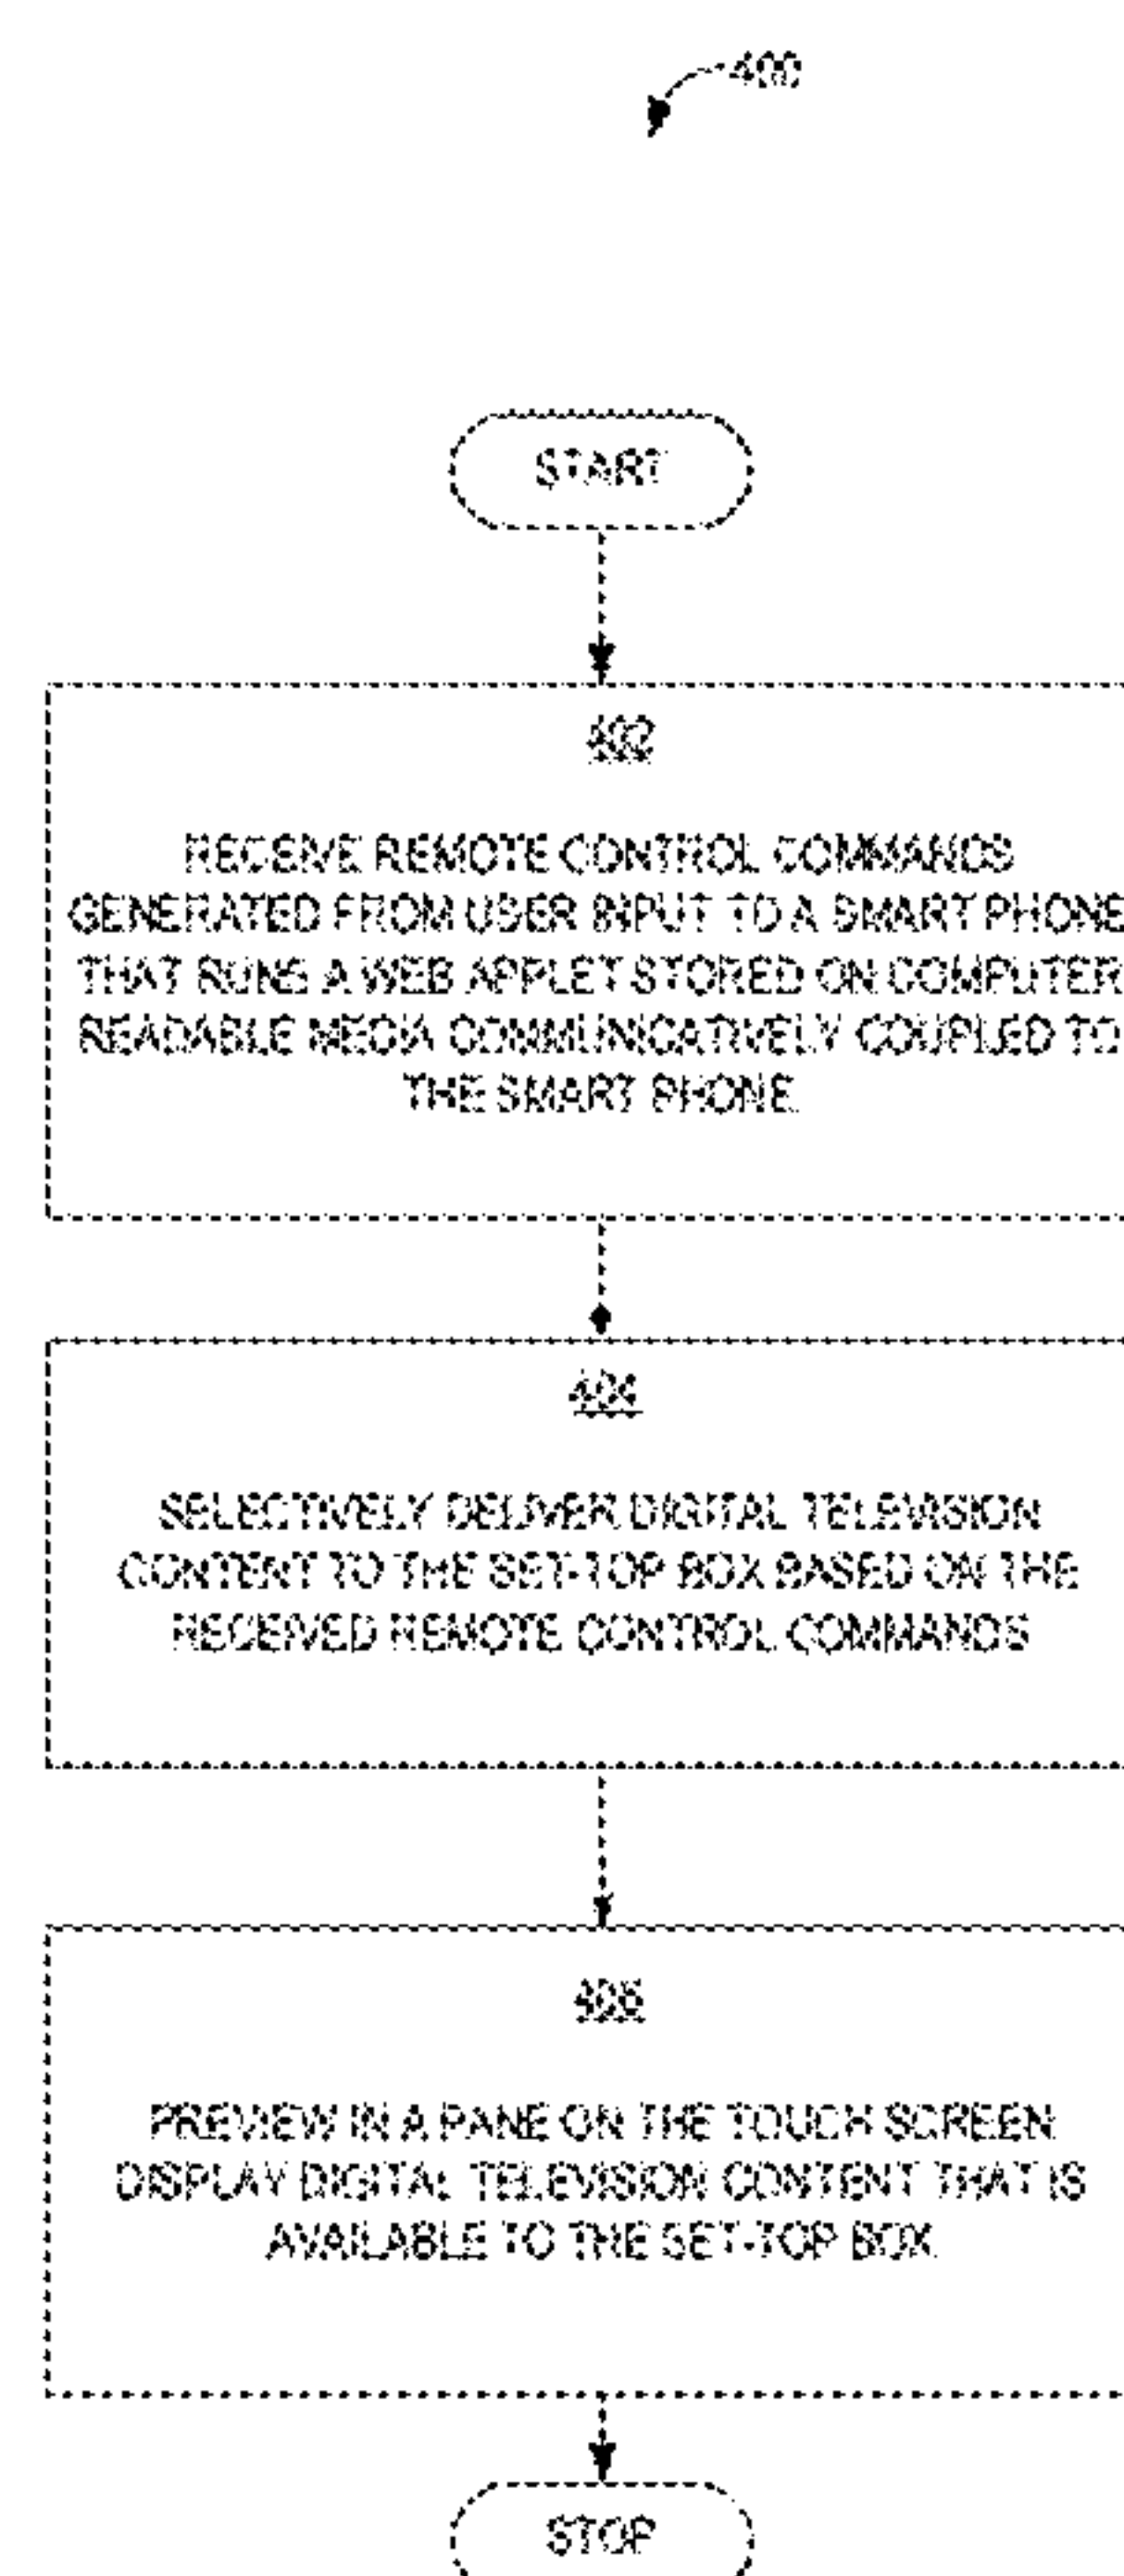 400
START
402
RECEIVE REMOTE CONTROL COMMANDS
GENERATED FROM USER INPUT TO A SMART PHONE
THAT RUNS A WEB APPLET STORED ON COMPUTER
READABLE MEDIA COMMUNICATIVELY COUPLED TO
THE SMART PHONE
404
SELECTIVELY DELIVER DIGITAL TELEVISION
CONTENT TO THE SET-TOP BOX BASED ON THE
RECEIVED REMOTE CONTROL COMMANDS
406
PREVIEW IN A PANE ON THE TOUCH SCREEN
DISPLAY DIGITAL TELEVISION CONTENT THAT IS
AVAILABLE TO THE SET-TOP BOX
STOP